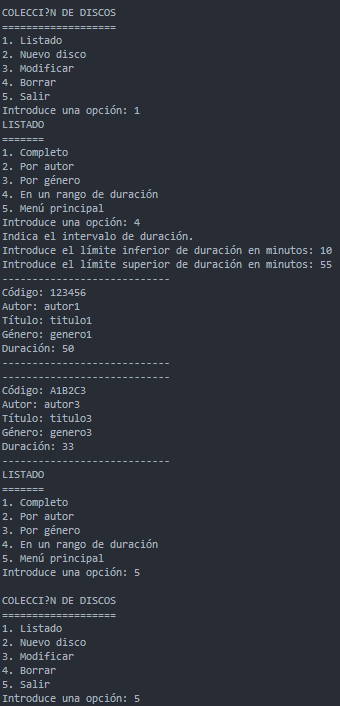 COLECCI?N DE DISCOS
===================
1. Listado
2. Nuevo disco
3. Modificar
4. Borrar
5. Salir
Introduce una opción: 1
LISTADO
=======
1. Completo
2. Por autor
3. Por género
4. En un rango de duración
5. Menú principal
Introduce una opción: 4
Indica el intervalo de duración.
Introduce el límite inferior de duración en minutos: 10
Introduce el límite superior de duración en minutos: 55
----------------------------
Código: 123456
Autor: autor1
Título: titulo1
Género: genero1
Duración: 50
----------------------------
----------------------------
Código: A1B2C3
Autor: autor3
Título: titulo3
Género: genero3
Duración: 33
----------------------------
LISTADO
=======
1. Completo
2. Por autor
3. Por género
4. En un rango de duración
5. Menú principal
Introduce una opción: 5

COLECCI?N DE DISCOS
===================
1. Listado
2. Nuevo disco
3. Modificar
4. Borrar
5. Salir
Introduce una opción: 5